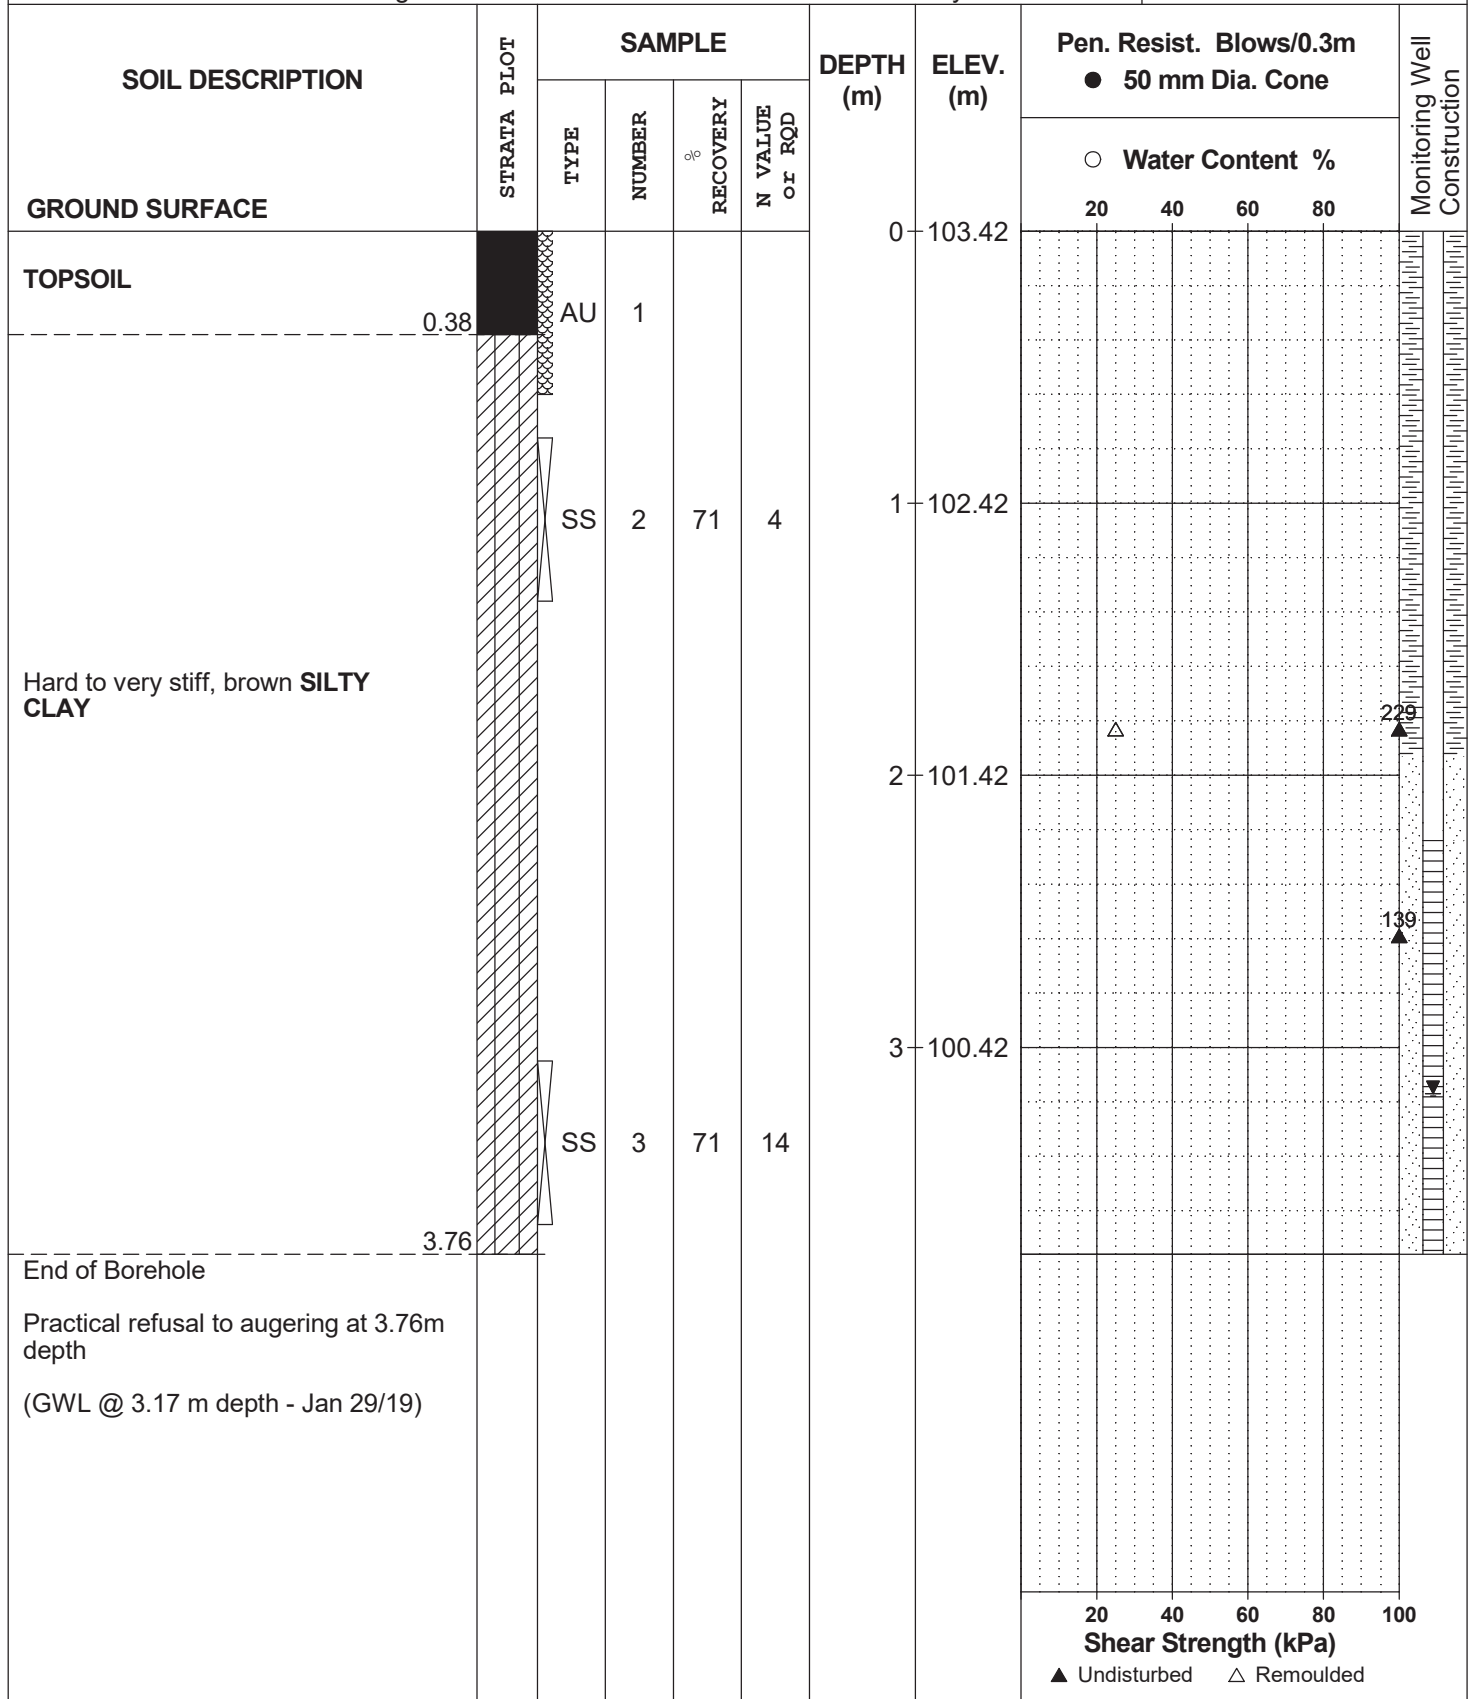 SOIL DESCRIPTION
GROUND SURFACE
STRATA PLOT
SAMPLE
TYPE
NUMBER
%
RECOVERY
N VALUE
or RQD
DEPTH
(m)
ELEV.
(m)
Pen. Resist. Blows/0.3m
● 50 mm Dia. Cone
○ Water Content %
20 40 60 80
Monitoring Well
Construction
0 103.42
TOPSOIL
0.38
AU 1
1 102.42
SS 2 71 4
Hard to very stiff, brown SILTY
CLAY
229
2 101.42
139
3 100.42
SS 3 71 14
3.76
End of Borehole
Practical refusal to augering at 3.76m
depth
(GWL @ 3.17 m depth - Jan 29/19)
20 40 60 80 100
Shear Strength (kPa)
▲ Undisturbed △ Remoulded